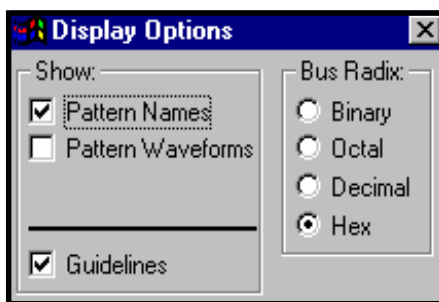 Display Options
Show:
Pattern Names
Pattern Waveforms
Guidelines
Bus Radix:
Binary
Octal
Decimal
Hex